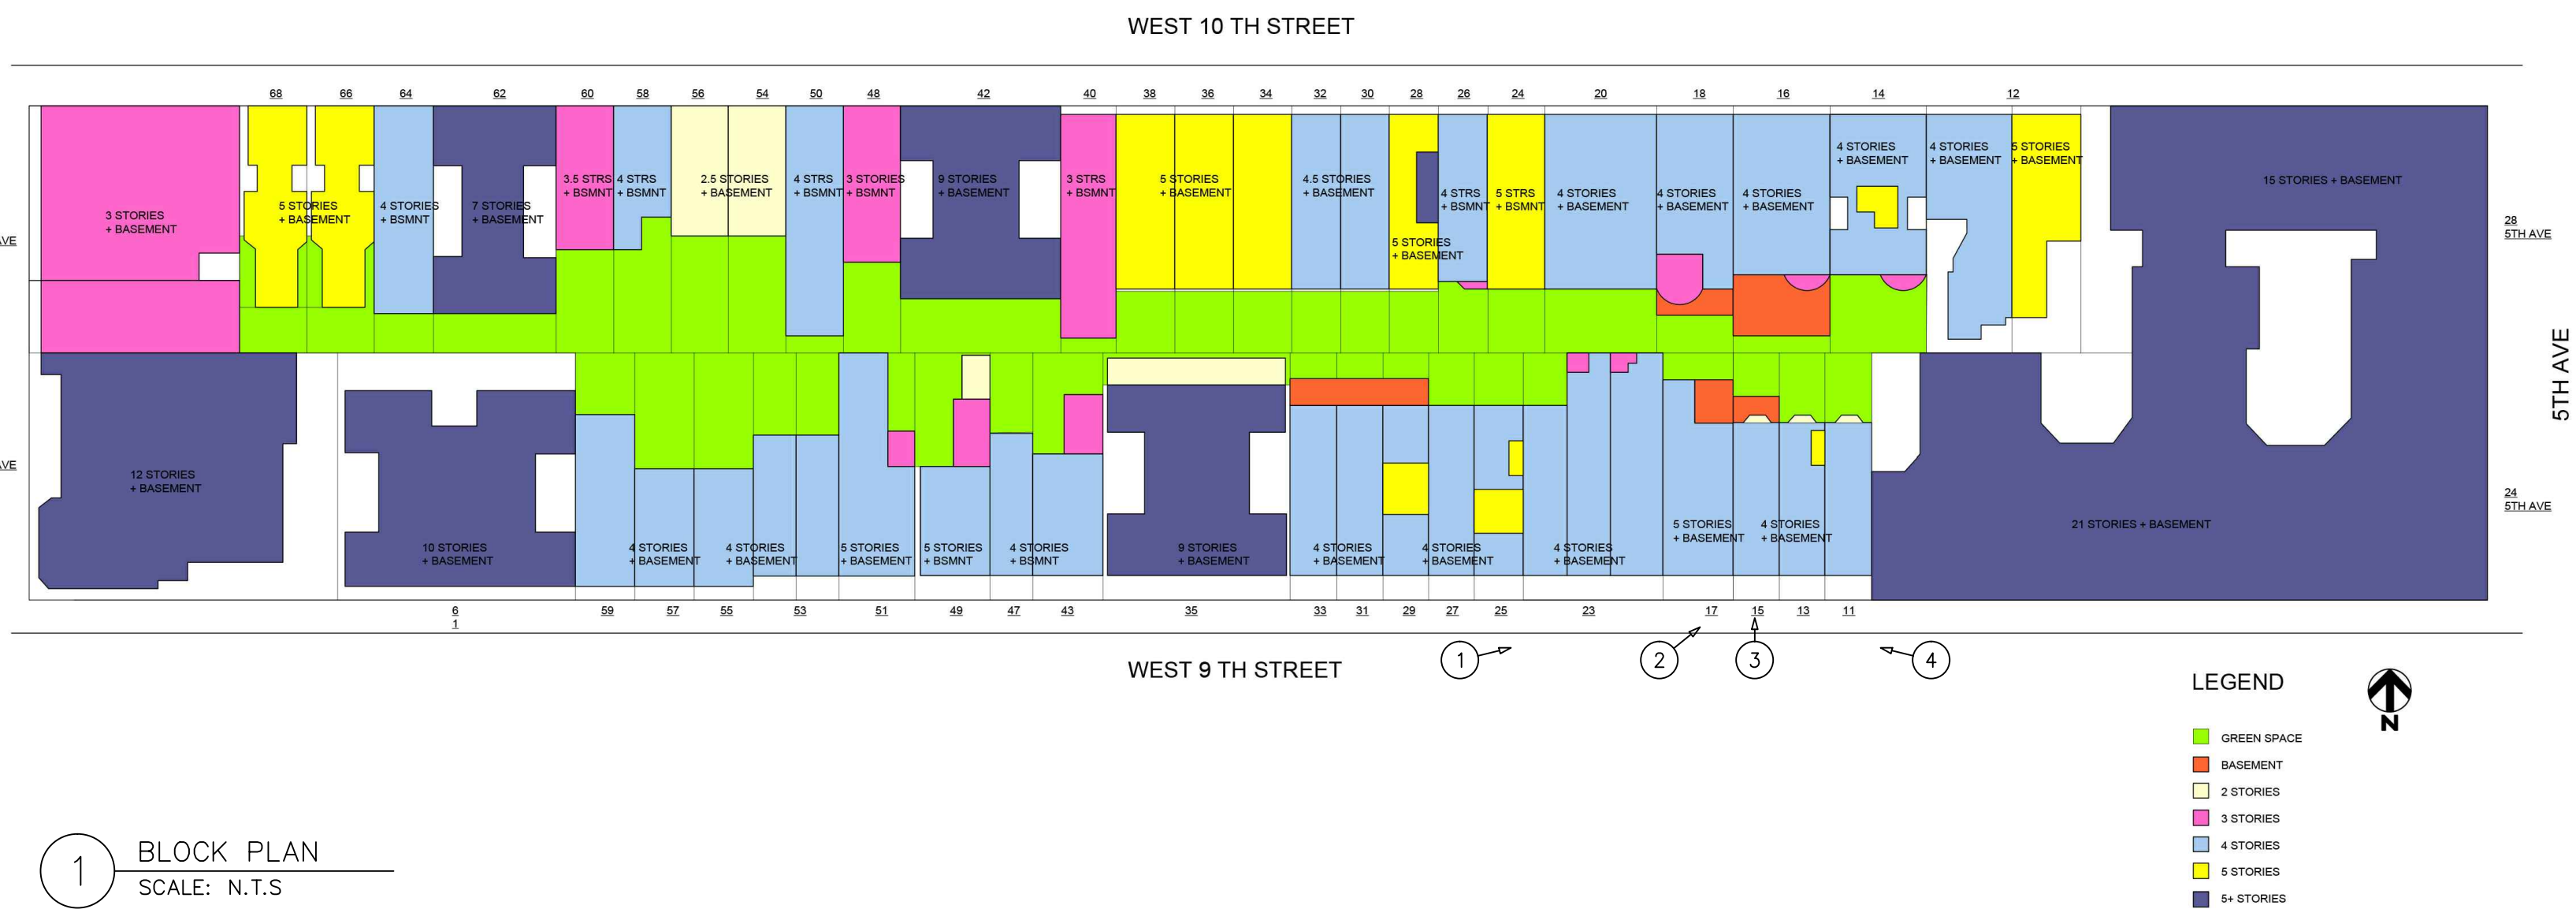 WEST 10 TH STREET
68 66 64 62 60 58 56 54 50 48 42 40 38 36 34 32 30 28 26 24 20 18 16 14 12
3 STORIES
+ BASEMENT
5 STORIES
+ BASEMENT
4 STORIES
+ BSMNT
7 STORIES
+ BASEMENT
3.5 STRS
+ BSMNT
4 STRS
+ BSMNT
2.5 STORIES
+ BASEMENT
4 STRS
+ BSMNT
3 STORIES
+ BSMNT
9 STORIES
+ BASEMENT
3 STRS
+ BSMNT
5 STORIES
+ BASEMENT
4.5 STORIES
+ BASEMENT
5 STORIES
+ BASEMENT
4 STRS
+ BSMNT
5 STRS
+ BSMNT
4 STORIES
+ BASEMENT
4 STORIES
+ BASEMENT
4 STORIES
+ BASEMENT
4 STORIES
+ BASEMENT
4 STORIES
+ BASEMENT
5 STORIES
+ BASEMENT
15 STORIES + BASEMENT
28
5TH AVE
AVE
5TH AVE
AVE
12 STORIES
+ BASEMENT
10 STORIES
+ BASEMENT
4 STORIES
+ BASEMENT
4 STORIES
+ BASEMENT
5 STORIES
+ BASEMENT
5 STORIES
+ BSMNT
4 STORIES
+ BSMNT
9 STORIES
+ BASEMENT
4 STORIES
+ BASEMENT
4 STORIES
+ BASEMENT
4 STORIES
+ BASEMENT
5 STORIES
+ BASEMENT
4 STORIES
+ BASEMENT
21 STORIES + BASEMENT
24
5TH AVE
6
1
59 57 55 53 51 49 47 43 35 33 31 29 27 25 23 17 15 13 11
1 2 3 4
WEST 9 TH STREET
LEGEND
N
GREEN SPACE
BASEMENT
2 STORIES
3 STORIES
4 STORIES
5 STORIES
5+ STORIES
1
BLOCK PLAN
SCALE: N.T.S